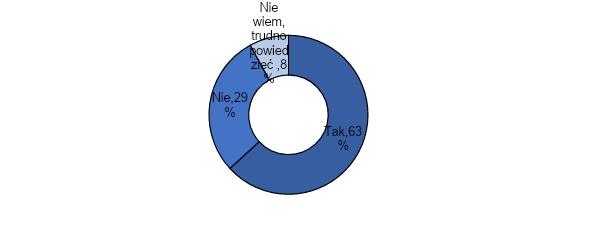 Nie
wiem,
trudno
powied
zieć ,8
%
Nie,29
%
Tak,63
%